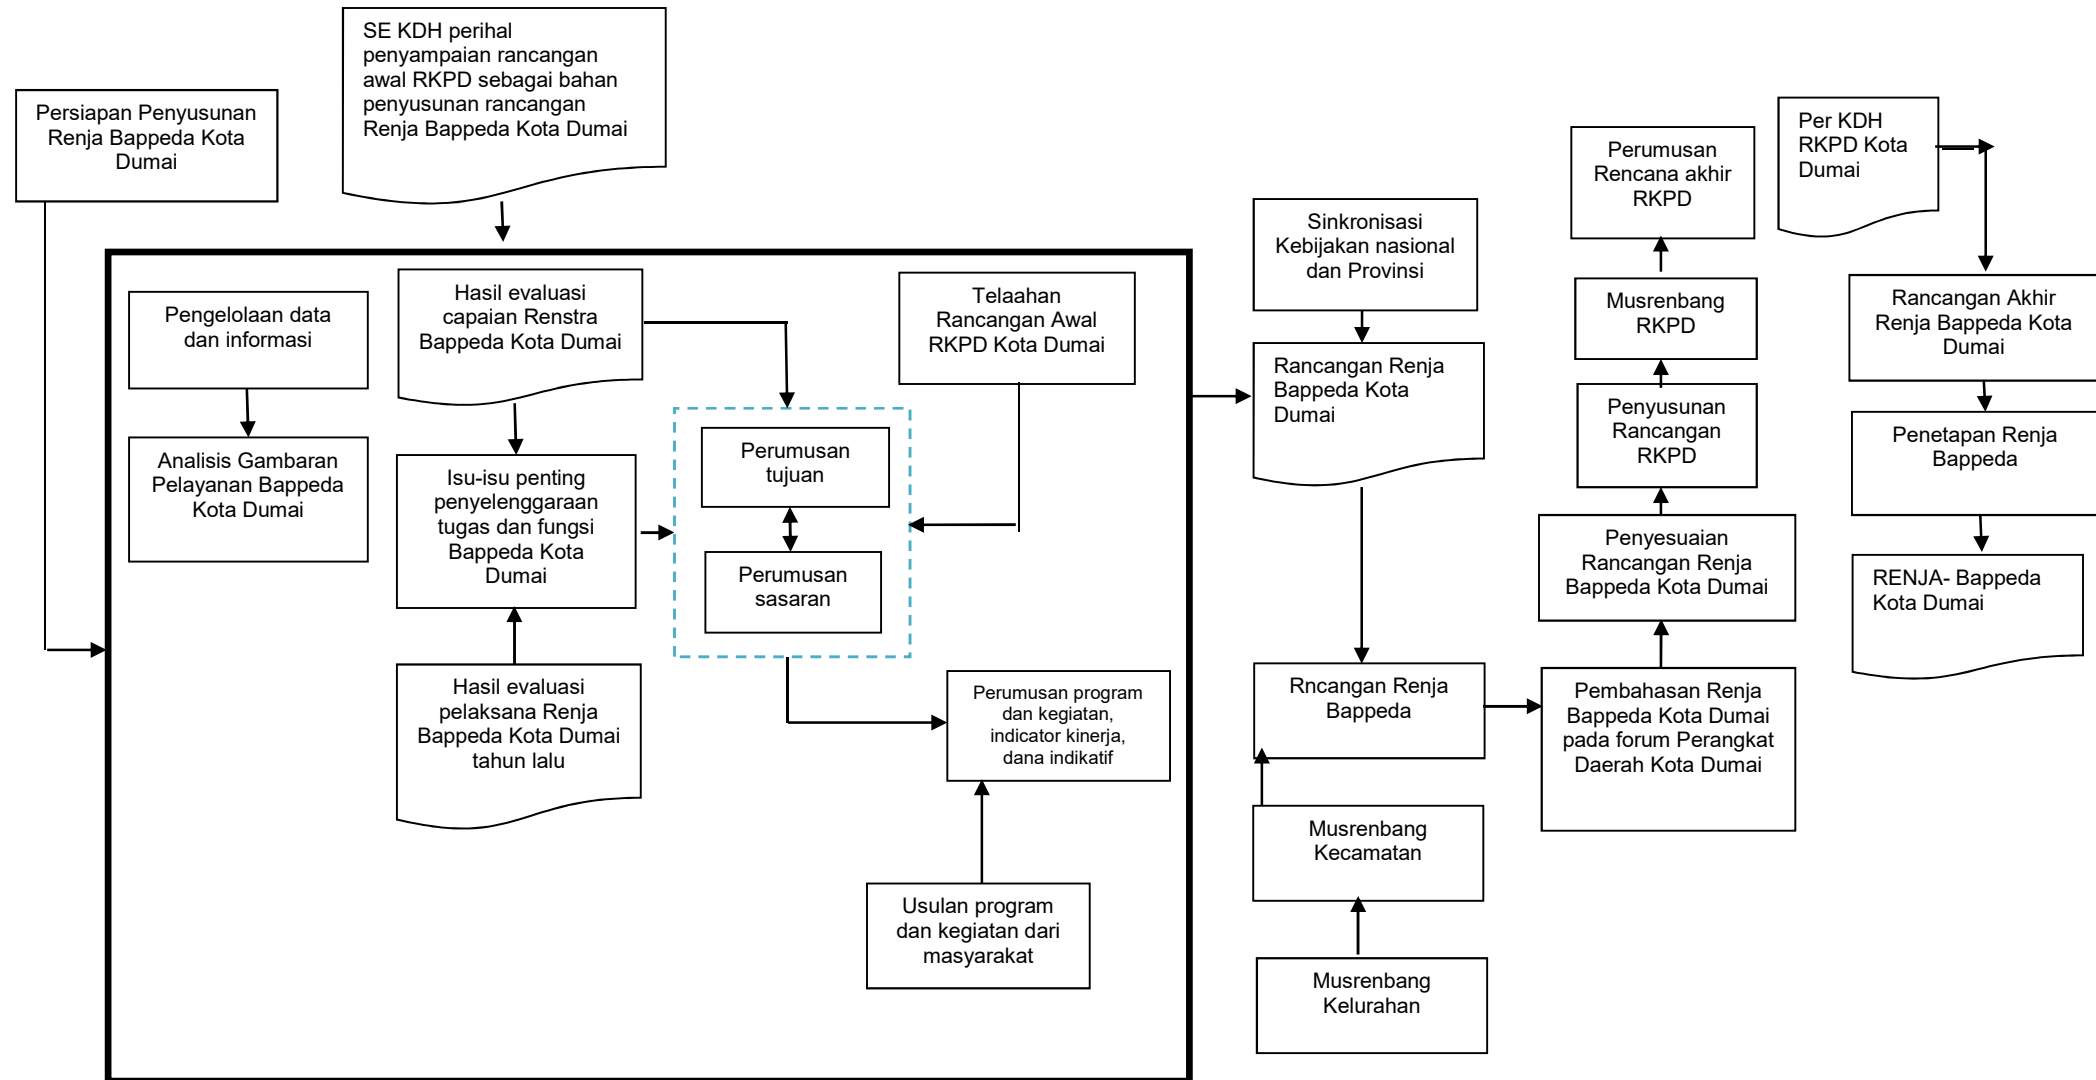 SE KDH perihal
penyampaian rancangan
awal RKPD sebagai bahan
penyusunan rancangan
Renja Bappeda Kota Dumai
Persiapan Penyusunan
Renja Bappeda Kota
Dumai
Pengelolaan data
dan informasi
Analisis Gambaran
Pelayanan Bappeda
Kota Dumai
Hasil evaluasi
capaian Renstra
Bappeda Kota Dumai
Isu-isu penting
penyelenggaraan
tugas dan fungsi
Bappeda Kota
Dumai
Hasil evaluasi
pelaksana Renja
Bappeda Kota Dumai
tahun lalu
Telaahan
Rancangan Awal
RKPD Kota Dumai
Perumusan
tujuan
Perumusan
sasaran
Perumusan program
dan kegiatan,
indicator kinerja,
dana indikatif
Usulan program
dan kegiatan dari
masyarakat
Sinkronisasi
Kebijakan nasional
dan Provinsi
Rancangan Renja
Bappeda Kota
Dumai
Rncangan Renja
Bappeda
Musrenbang
Kecamatan
Musrenbang
Kelurahan
Perumusan
Rencana akhir
RKPD
Musrenbang
RKPD
Penyusunan
Rancangan
RKPD
Penyesuaian
Rancangan Renja
Bappeda Kota Dumai
Pembahasan Renja
Bappeda Kota Dumai
pada forum Perangkat
Daerah Kota Dumai
Per KDH
RKPD Kota
Dumai
Rancangan Akhir
Renja Bappeda Kota
Dumai
Penetapan Renja
Bappeda
RENJA- Bappeda
Kota Dumai